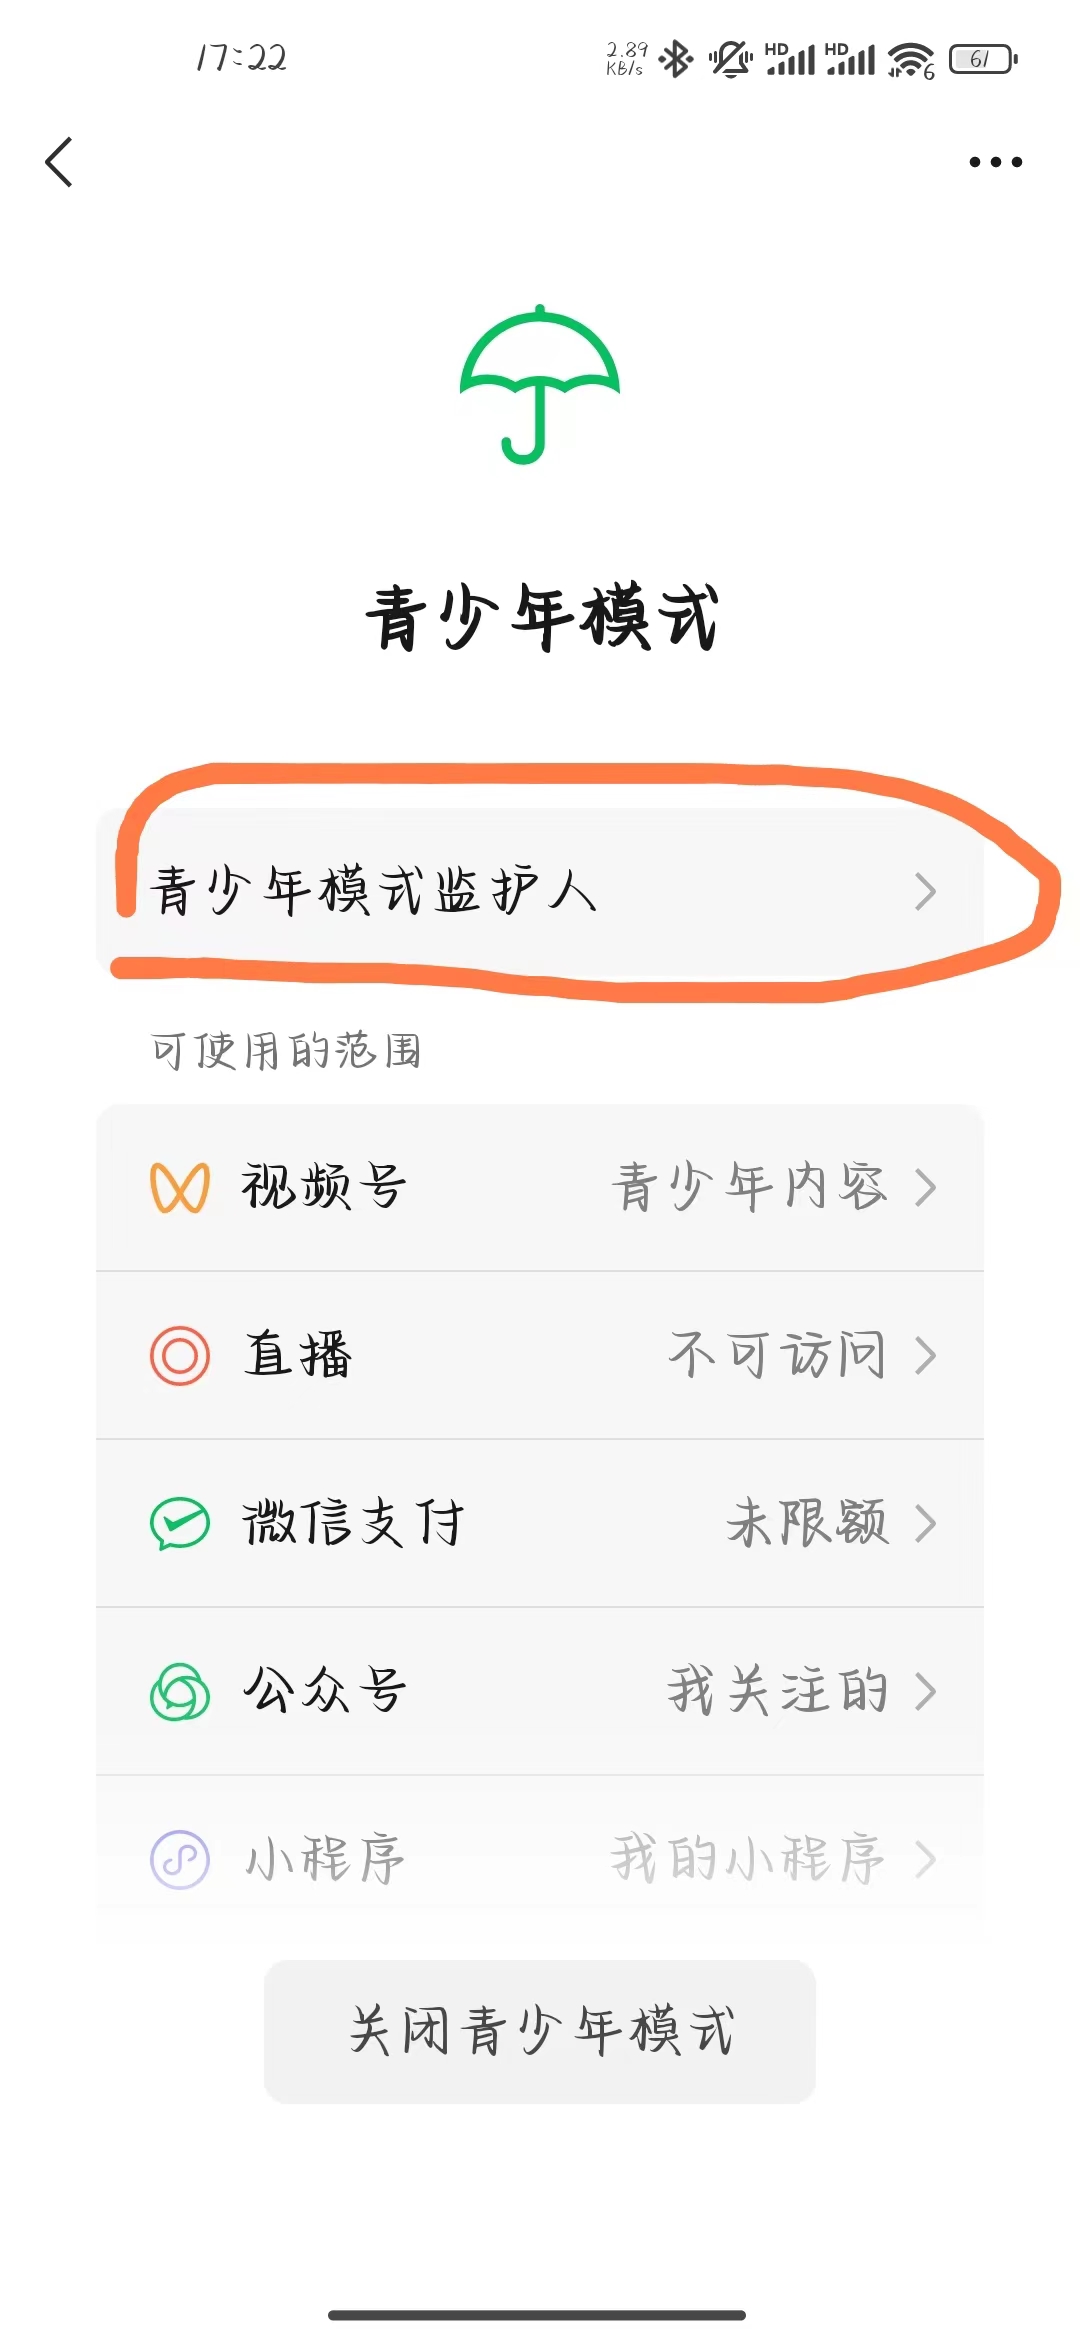 17:22
2.89
KB/s
HD
HD
6
61
青少年模式
青少年模式监护人
可使用的范围
视频号 青少年内容
直播 不可访问
微信支付 未限额
公众号 我关注的
小程序 我的小程序
关闭青少年模式